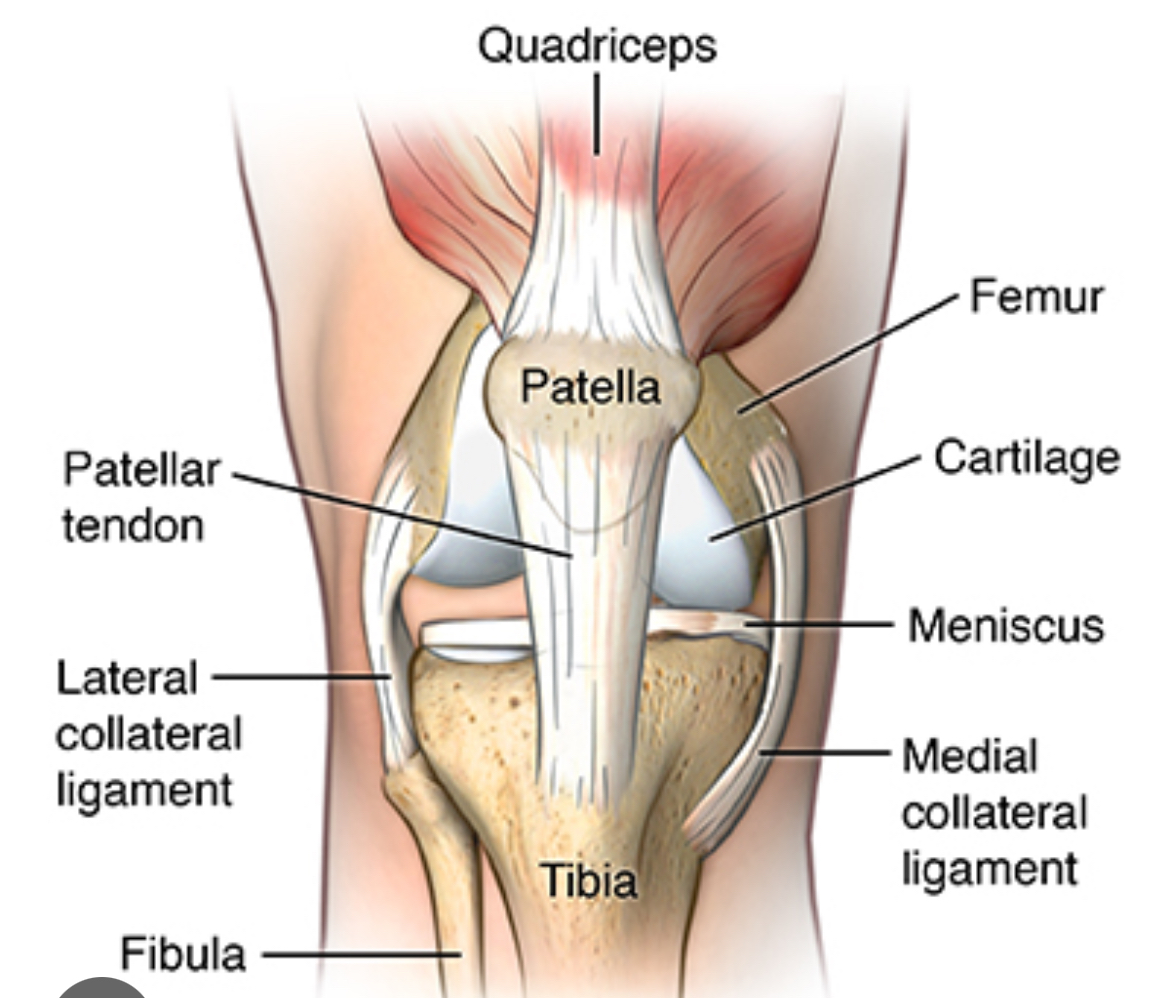 Quadriceps
Femur
Patella
Cartilage
Patellar
tendon
Meniscus
Lateral
collateral
ligament
Medial
collateral
ligament
Tibia
Fibula